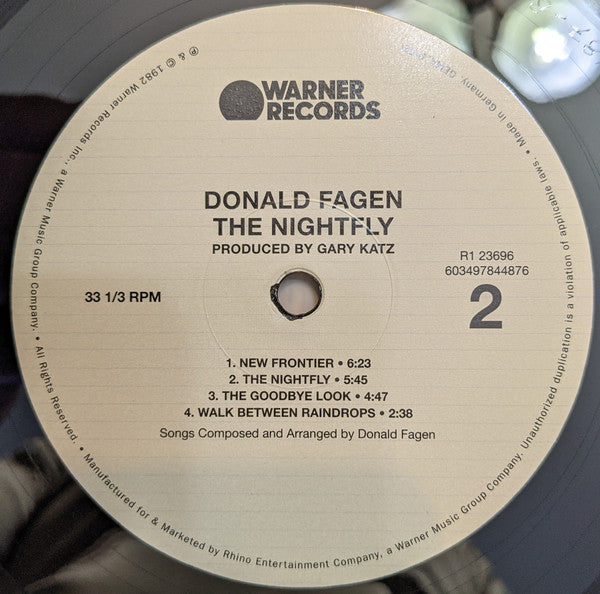 WARNER
RECORDS
DONALD FAGEN
THE NIGHTFLY
PRODUCED BY GARY KATZ
R1 23696
603497844876
33 1/3 RPM
2
1. NEW FRONTIER • 6:23
2. THE NIGHTFLY • 5:45
3. THE GOODBYE LOOK • 4:47
4. WALK BETWEEN RAINDROPS • 2:38
Songs Composed and Arranged by Donald Fagen
℗ & © 1982 Warner Records Inc., a Warner Music Group Company. • All Rights Reserved. • Manufactured for & Marketed by Rhino Entertainment Company, a Warner Music Group Company. Unauthorized duplication is a violation of applicable laws. • Made in Germany